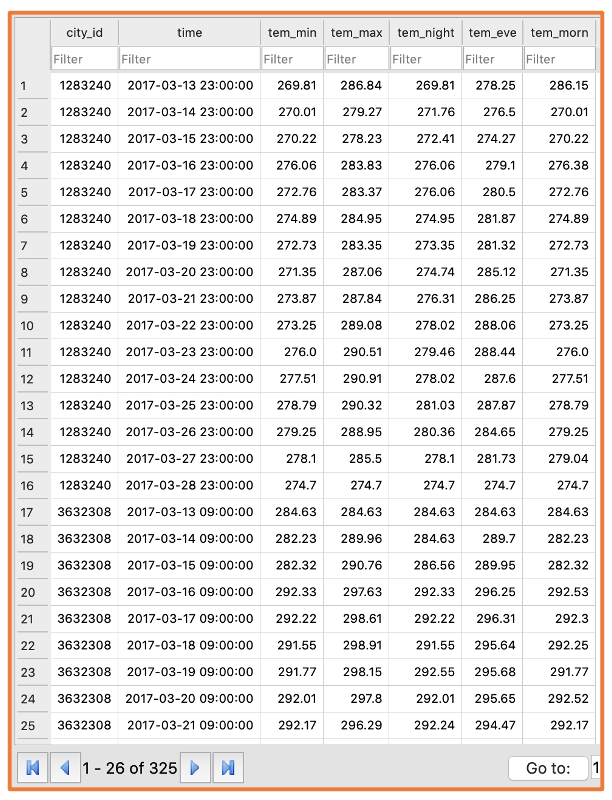 city_id time tem_min tem_max tem_night tem_eve tem_morn
Filter Filter Filter Filter Filter Filter Filter
1 1283240 2017-03-13 23:00:00 269.81 286.84 269.81 278.25 286.15
2 1283240 2017-03-14 23:00:00 270.01 279.27 271.76 276.5 270.01
3 1283240 2017-03-15 23:00:00 270.22 278.23 272.41 274.27 270.22
4 1283240 2017-03-16 23:00:00 276.06 283.83 276.06 279.1 276.38
5 1283240 2017-03-17 23:00:00 272.76 283.37 276.06 280.5 272.76
6 1283240 2017-03-18 23:00:00 274.89 284.95 274.95 281.87 274.89
7 1283240 2017-03-19 23:00:00 272.73 283.35 273.35 281.32 272.73
8 1283240 2017-03-20 23:00:00 271.35 287.06 274.74 285.12 271.35
9 1283240 2017-03-21 23:00:00 273.87 287.84 276.31 286.25 273.87
10 1283240 2017-03-22 23:00:00 273.25 289.08 278.02 288.06 273.25
11 1283240 2017-03-23 23:00:00 276.0 290.51 279.46 288.44 276.0
12 1283240 2017-03-24 23:00:00 277.51 290.91 278.02 287.6 277.51
13 1283240 2017-03-25 23:00:00 278.79 290.32 281.03 287.87 278.79
14 1283240 2017-03-26 23:00:00 279.25 288.95 280.36 284.65 279.25
15 1283240 2017-03-27 23:00:00 278.1 285.5 278.1 281.73 279.04
16 1283240 2017-03-28 23:00:00 274.7 274.7 274.7 274.7 274.7
17 3632308 2017-03-13 09:00:00 284.63 284.63 284.63 284.63 284.63
18 3632308 2017-03-14 09:00:00 282.23 289.96 284.63 289.7 282.23
19 3632308 2017-03-15 09:00:00 282.32 290.76 286.56 289.95 282.32
20 3632308 2017-03-16 09:00:00 292.33 297.63 292.33 296.25 292.53
21 3632308 2017-03-17 09:00:00 292.22 298.61 292.22 296.31 292.3
22 3632308 2017-03-18 09:00:00 291.55 298.91 291.55 295.64 292.25
23 3632308 2017-03-19 09:00:00 291.77 298.15 292.55 295.68 291.77
24 3632308 2017-03-20 09:00:00 292.01 297.8 292.01 295.65 292.52
25 3632308 2017-03-21 09:00:00 292.17 296.29 292.24 294.47 292.17
1 - 26 of 325 Go to: 1